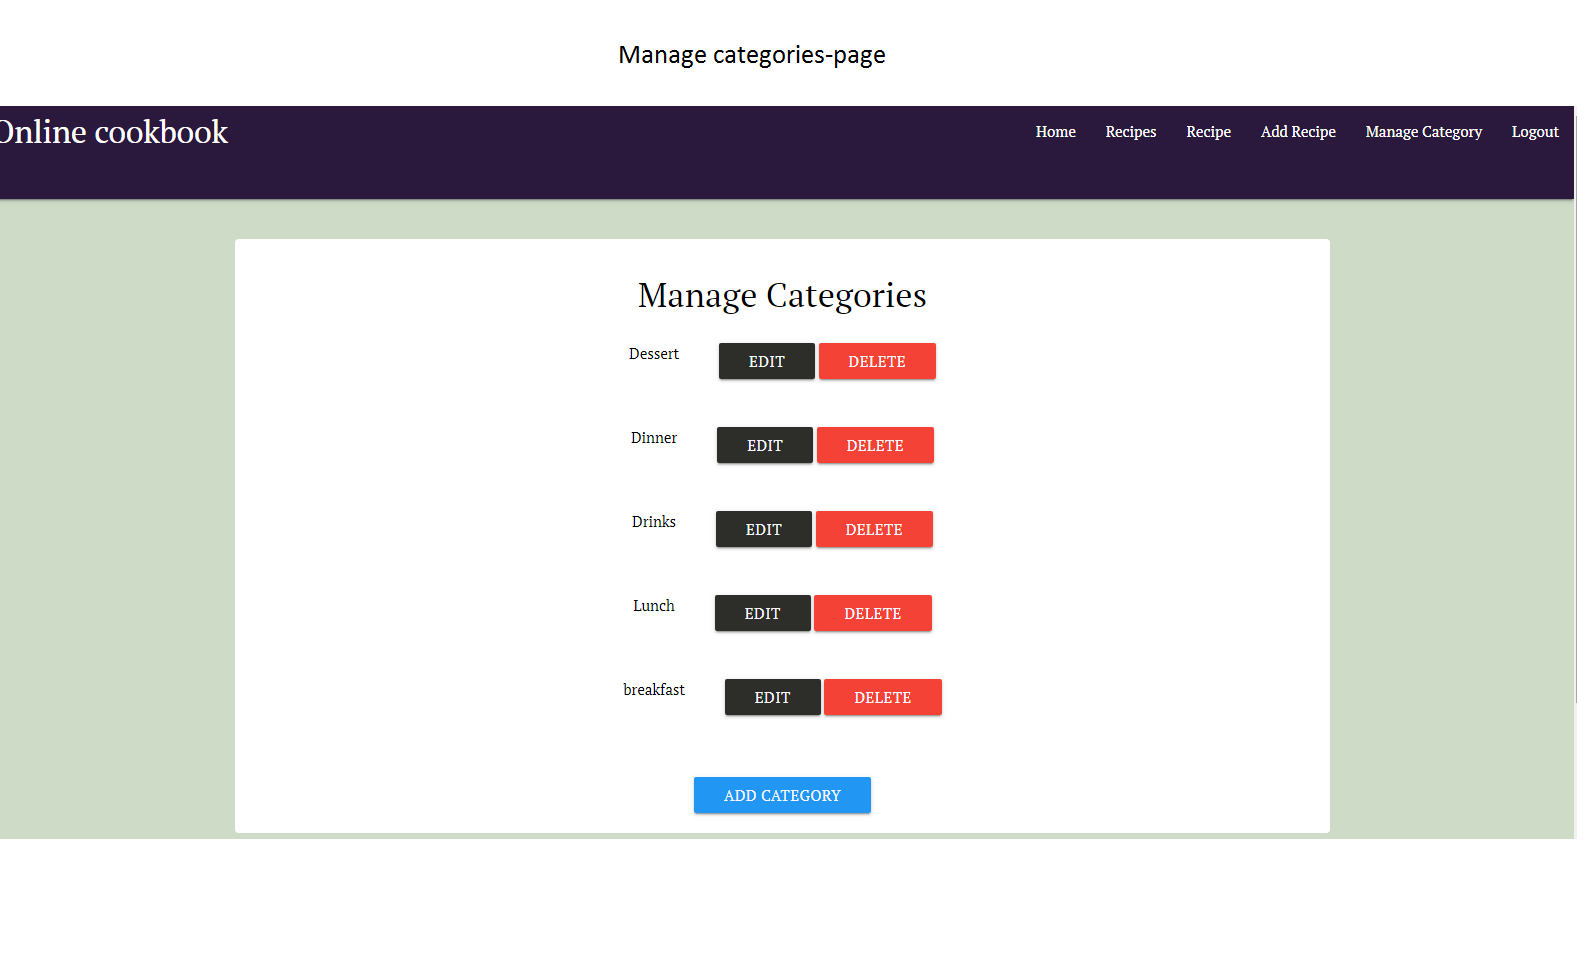 Manage categories-page
Online cookbook Home Recipes Recipe Add Recipe Manage Category Logout
Manage Categories
Dessert EDIT DELETE
Dinner EDIT DELETE
Drinks EDIT DELETE
Lunch EDIT DELETE
breakfast EDIT DELETE
ADD CATEGORY